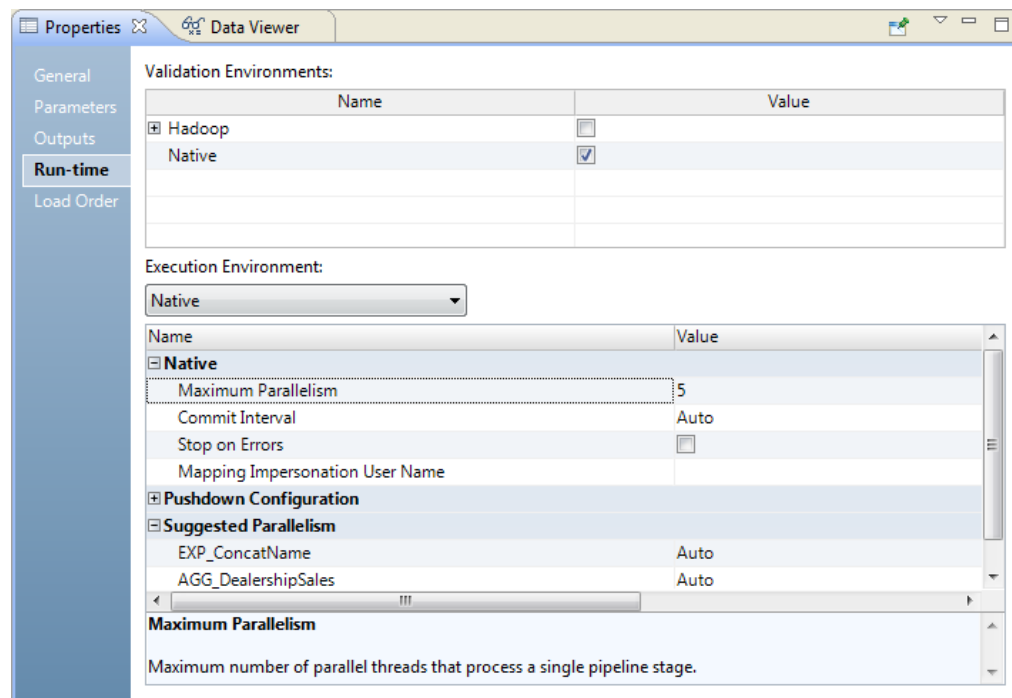 Properties Data Viewer
General
Parameters
Outputs
Run-time
Load Order
Validation Environments:
Name Value
Hadoop
Native
Execution Environment:
Native
Name Value
Native
Maximum Parallelism 5
Commit Interval Auto
Stop on Errors
Mapping Impersonation User Name
Pushdown Configuration
Suggested Parallelism
EXP_ConcatName Auto
AGG_DealershipSales Auto
Maximum Parallelism
Maximum number of parallel threads that process a single pipeline stage.